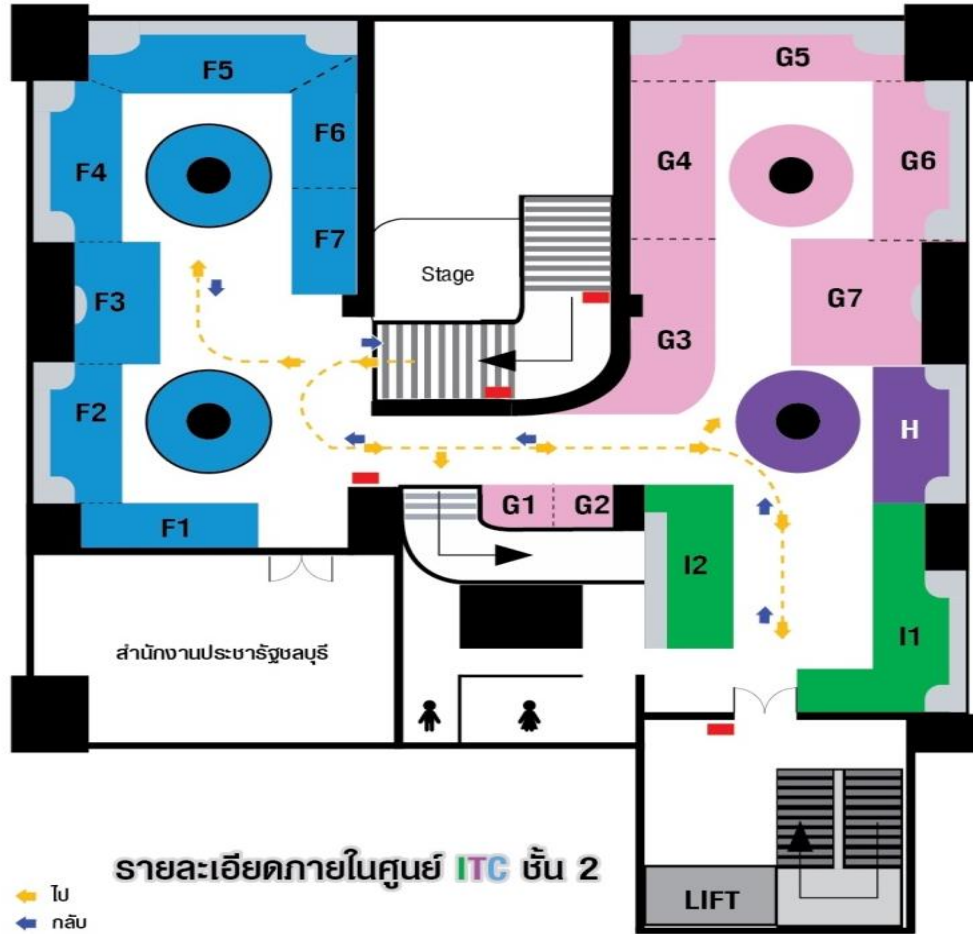 F5
G5
F6
F4
G4
G6
F7
Stage
F3
G7
G3
F2
H
G1
G2
F1
I2
I1
สำนักงานประชารัฐชลบุรี
รายละเอียดภายในศูนย์ ITC ชั้น 2
LIFT
ไป
กลับ